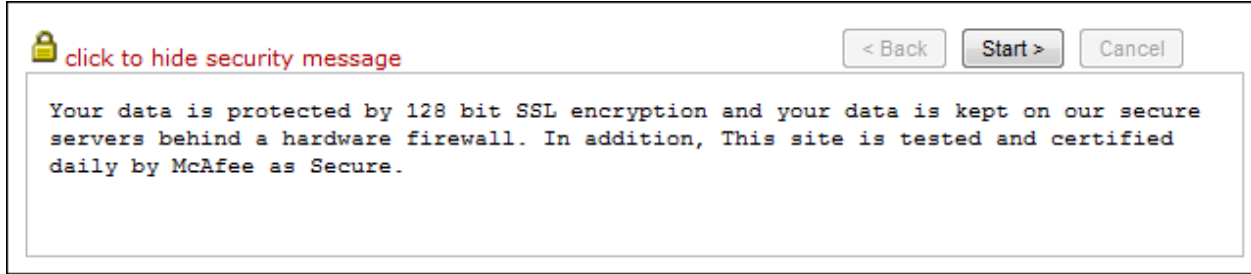 click to hide security message
< Back
Start >
Cancel
Your data is protected by 128 bit SSL encryption and your data is kept on our secure
servers behind a hardware firewall. In addition, This site is tested and certified
daily by McAfee as Secure.